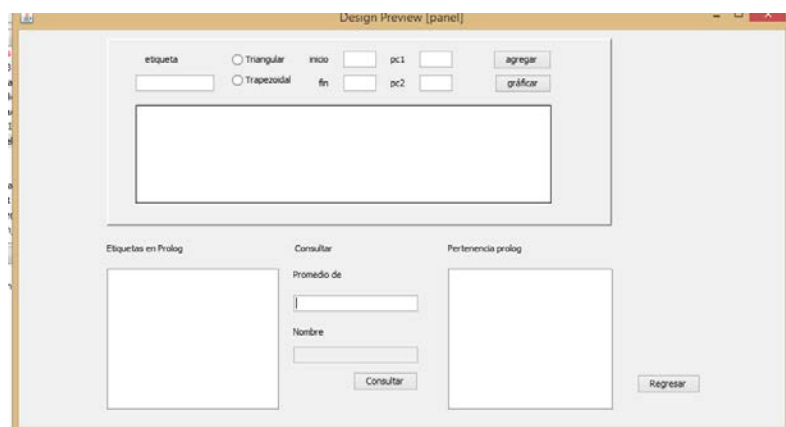 Design Preview [panel]
etiqueta Triangular inicio pc1 agregar
Trapezoidal fin pc2 gráficar
Etiquetas en Prolog Consultar Pertenencia prolog
Promedio de
Nombre
Consultar
Regresar